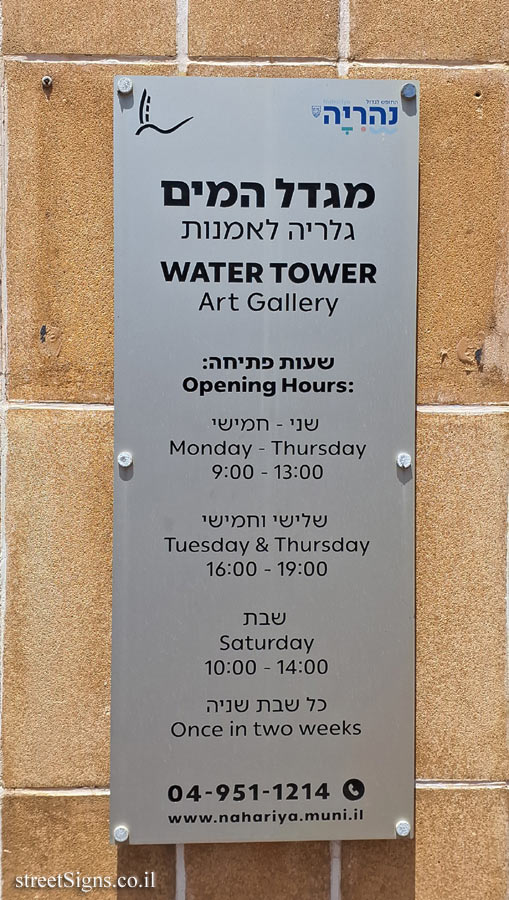 החופש לגדול
נהריה
מגדל המים
גלריה לאמנות
WATER TOWER
Art Gallery
שעות פתיחה:
Opening Hours:
שני - חמישי
Monday - Thursday
9:00 - 13:00
שלישי וחמישי
Tuesday & Thursday
16:00 - 19:00
שבת
Saturday
10:00 - 14:00
כל שבת שניה
Once in two weeks
04-951-1214
www.nahariya.muni.il
streetSigns.co.il